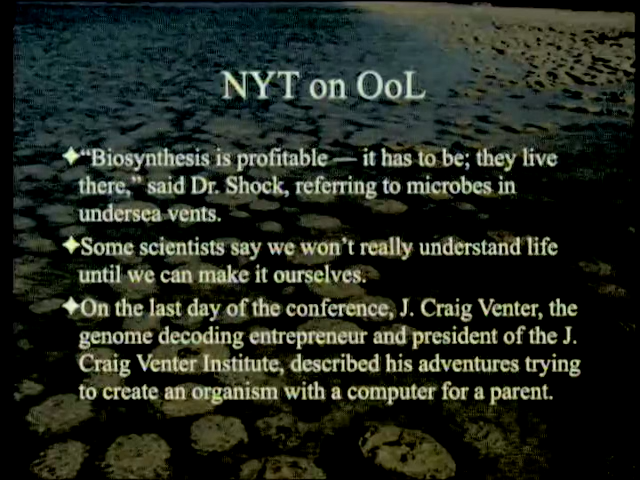 NYT on OoL
✦“Biosynthesis is profitable — it has to be; they live
there,” said Dr. Shock, referring to microbes in
undersea vents.
✦Some scientists say we won’t really understand life
until we can make it ourselves.
✦On the last day of the conference, J. Craig Venter, the
genome decoding entrepreneur and president of the J.
Craig Venter Institute, described his adventures trying
to create an organism with a computer for a parent.